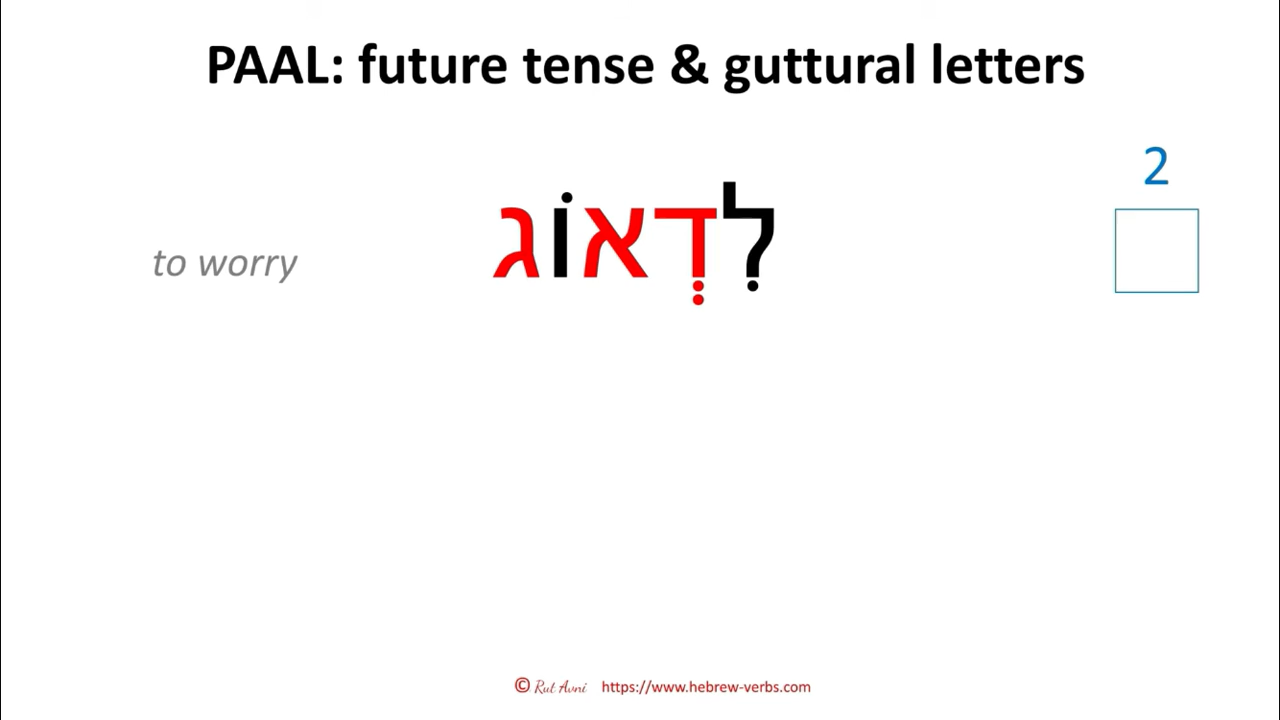 PAAL: future tense & guttural letters
2
לִדְאוֹג
to worry
© Rut Avni https://www.hebrew-verbs.com